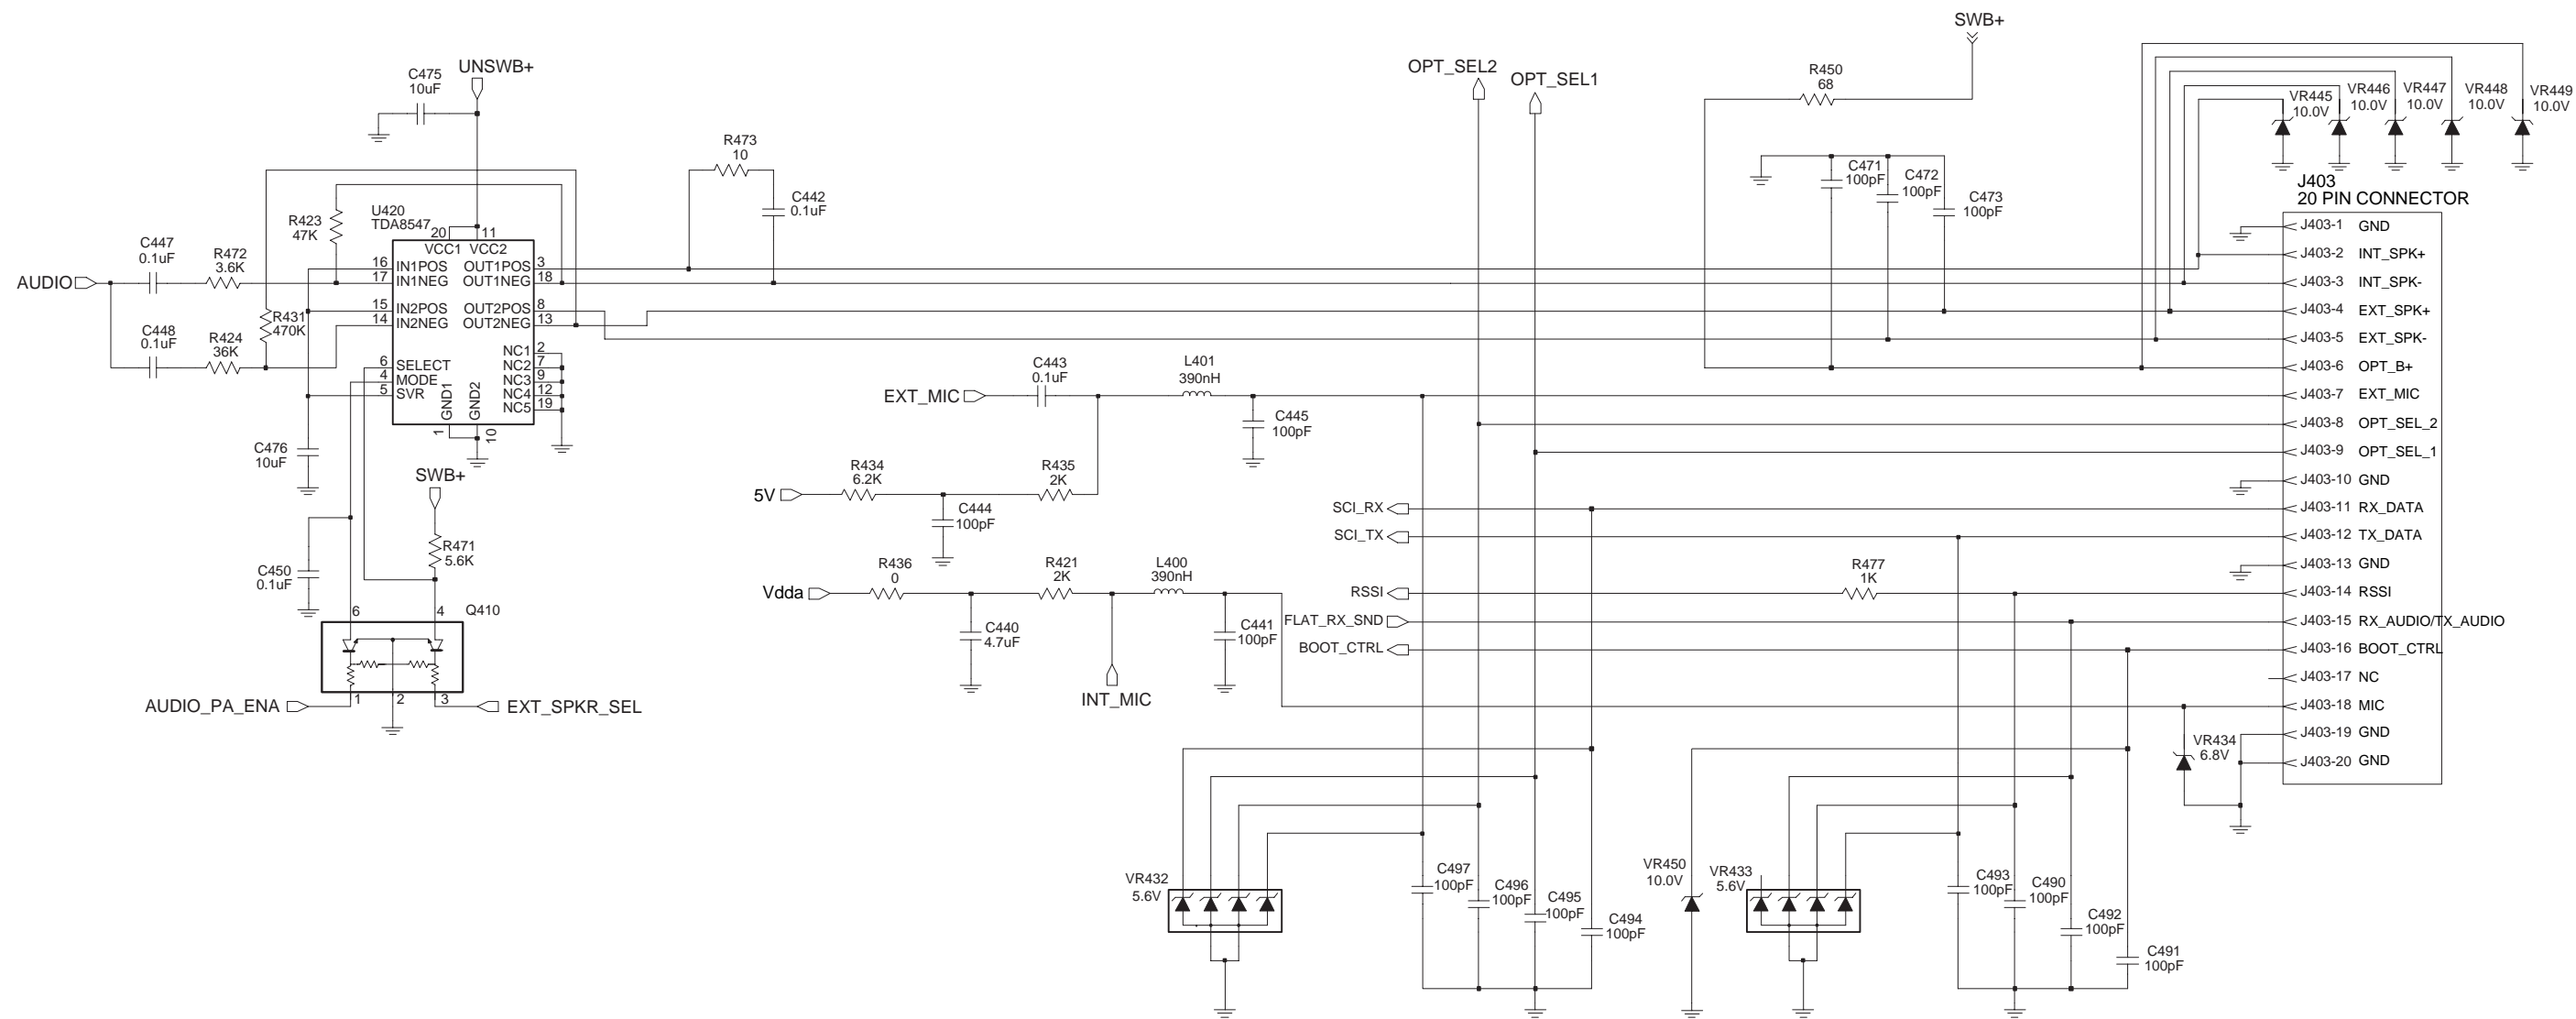 SWB+
UNSWB+
C475
10uF
OPT_SEL2
OPT_SEL1
R450
68
VR445
10.0V
VR446
10.0V
VR447
10.0V
VR448
10.0V
VR449
10.0V
R473
10
C442
0.1uF
C471
100pF
C472
100pF
C473
100pF
J403
20 PIN CONNECTOR
R423
47K
U420
TDA8547
20
11
VCC1
VCC2
C447
0.1uF
R472
3.6K
AUDIO
16
IN1POS
OUT1POS
3
17
IN1NEG
OUT1NEG
18
15
IN2POS
OUT2POS
8
14
IN2NEG
OUT2NEG
13
R431
470K
C448
0.1uF
R424
36K
NC1
2
6
SELECT
NC2
7
4
MODE
NC3
9
5
SVR
NC4
12
NC5
19
GND1
GND2
1
10
J403-1 GND
J403-2 INT_SPK+
J403-3 INT_SPK-
J403-4 EXT_SPK+
J403-5 EXT_SPK-
J403-6 OPT_B+
J403-7 EXT_MIC
J403-8 OPT_SEL_2
J403-9 OPT_SEL_1
J403-10 GND
J403-11 RX_DATA
J403-12 TX_DATA
J403-13 GND
J403-14 RSSI
J403-15 RX_AUDIO/TX_AUDIO
J403-16 BOOT_CTRL
J403-17 NC
J403-18 MIC
J403-19 GND
J403-20 GND
EXT_MIC
C443
0.1uF
L401
390nH
C445
100pF
C476
10uF
SWB+
R434
6.2K
R435
2K
5V
C444
100pF
SCI_RX
SCI_TX
R471
5.6K
C450
0.1uF
R436
0
R421
2K
L400
390nH
Vdda
RSSI
R477
1K
FLAT_RX_SND
BOOT_CTRL
C440
4.7uF
C441
100pF
INT_MIC
6
4
Q410
AUDIO_PA_ENA
1
2
3
EXT_SPKR_SEL
VR434
6.8V
VR432
5.6V
C497
100pF
C496
100pF
C495
100pF
C494
100pF
VR450
10.0V
VR433
5.6V
C493
100pF
C490
100pF
C492
100pF
C491
100pF